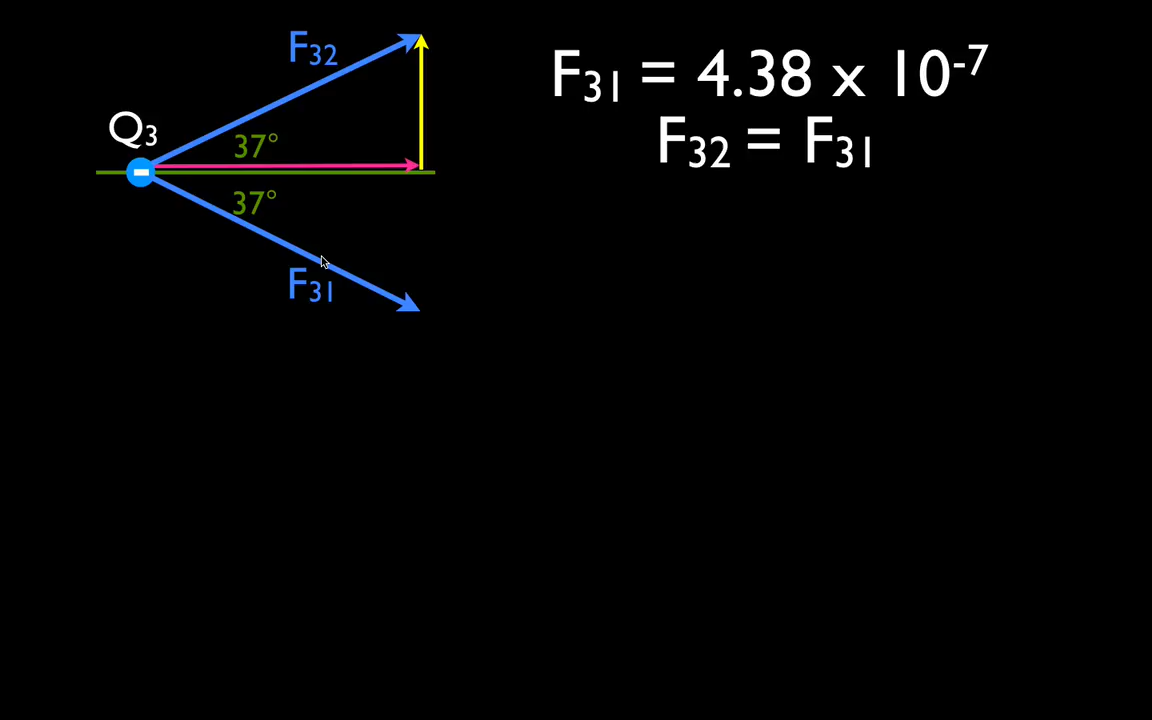 F₃₂
Q₃
37°
37°
F₃₁
F₃₁ = 4.38 x 10⁻⁷
F₃₂ = F₃₁